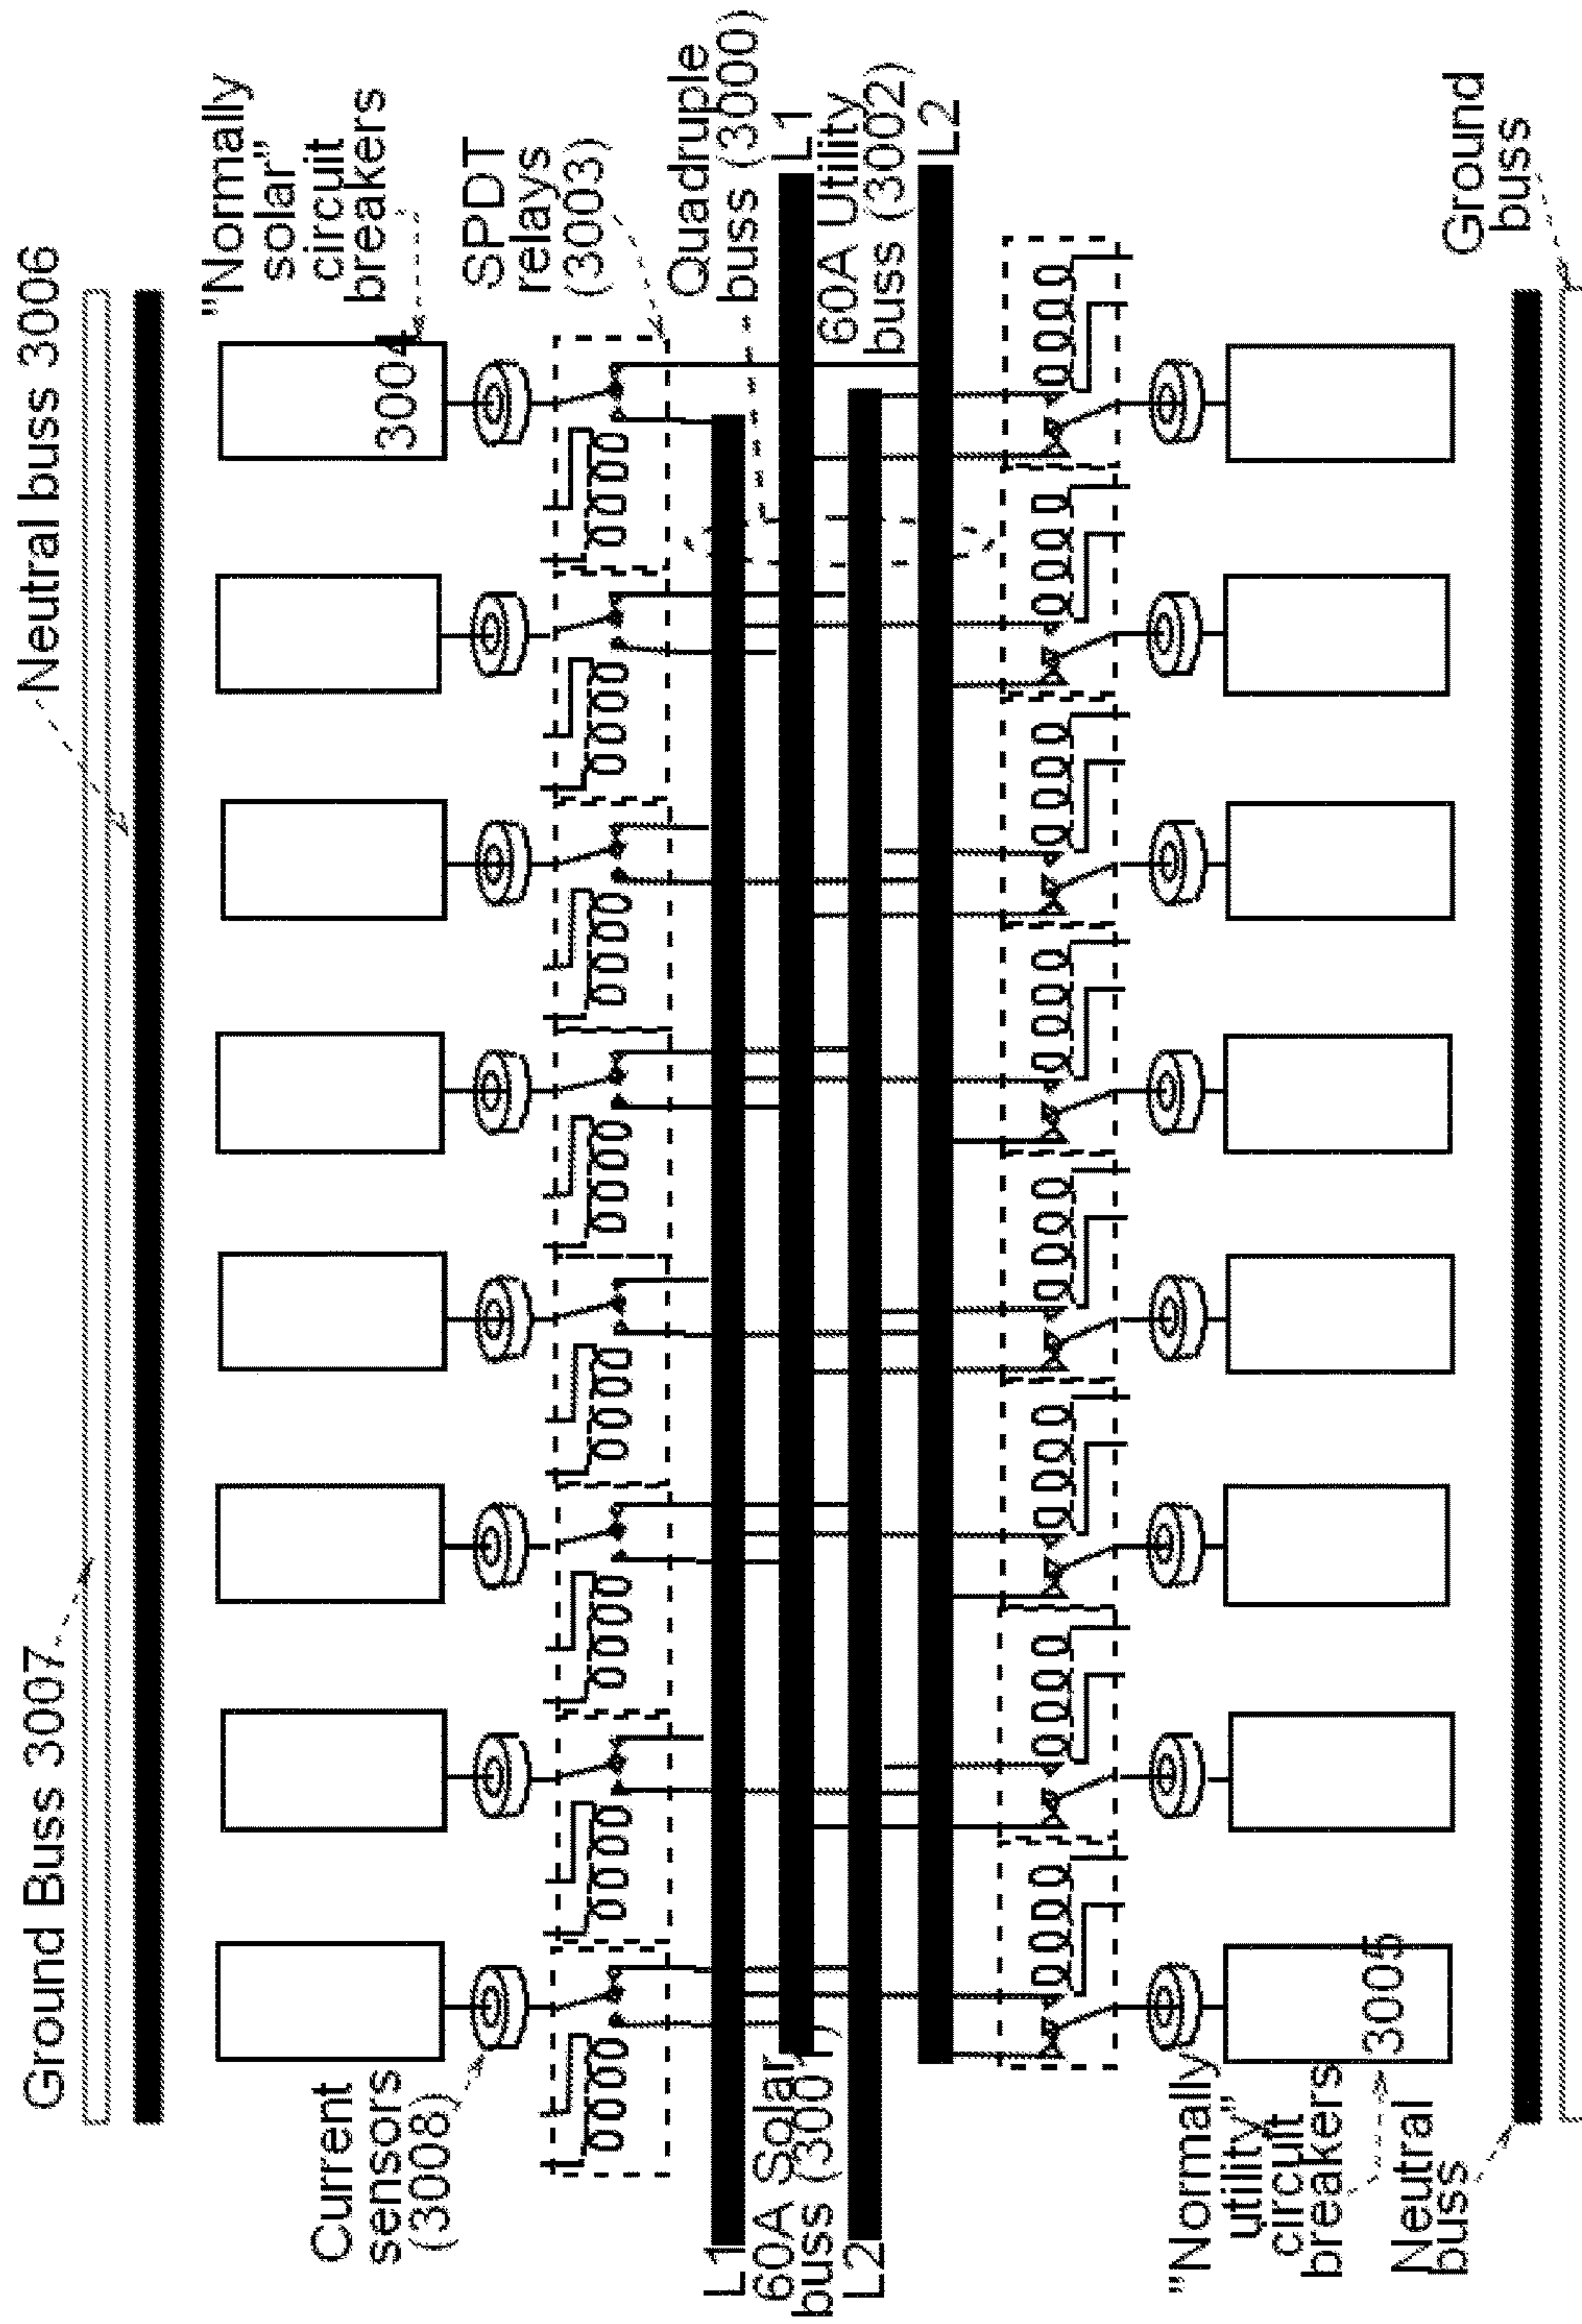 Ground Buss 3007
Neutral buss 3006
"Normally
solar"
circuit
breakers
3004
Current
sensors
(3008)
SPDT
relays
(3003)
Quadruple
buss (3000)
L1
60A Utility
buss (3002)
L2
L1
60A Solar
buss (3001)
L2
"Normally
utility"
circuit
breakers
3005
Neutral
buss
Ground
buss